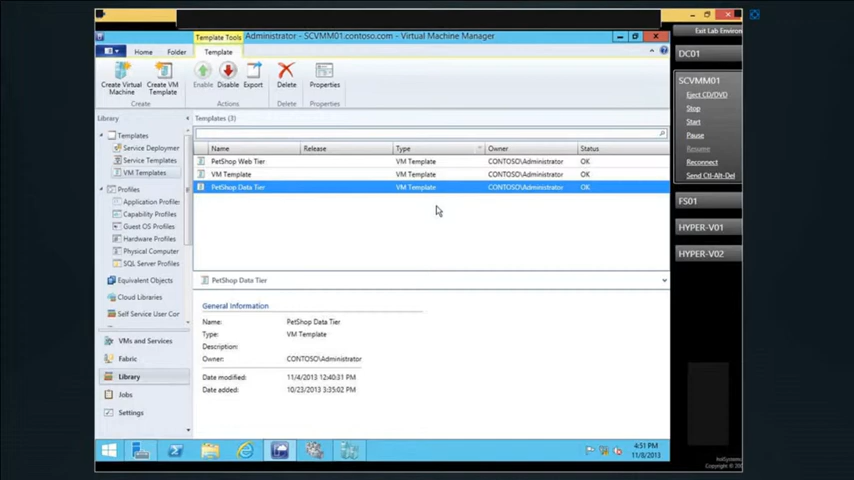 Exit Lab Environ
Template Tools
Administrator - SCVMM01.contoso.com - Virtual Machine Manager
Home Folder Template
DC01
Create Virtual Machine
Create VM Template
Enable
Disable
Export
Delete
Properties
Create Actions Delete Properties
SCVMM01
Eject CD/DVD
Stop
Start
Pause
Resume
Reconnect
Send Ctl-Alt-Del
FS01
HYPER-V01
HYPER-V02
Library
Templates
Service Deploymer
Service Templates
VM Templates
Profiles
Application Profile
Capability Profiles
Guest OS Profiles
Hardware Profiles
Physical Computer
SQL Server Profiles
Equivalent Objects
Cloud Libraries
Self Service User Cor
VMs and Services
Fabric
Library
Jobs
Settings
Templates (3)
Name Release Type Owner Status
PetShop Web Tier VM Template CONTOSO\Administrator OK
VM Template VM Template CONTOSO\Administrator OK
PetShop Data Tier VM Template CONTOSO\Administrator OK
PetShop Data Tier
General Information
Name: PetShop Data Tier
Type: VM Template
Description:
Owner: CONTOSO\Administrator
Date modified: 11/4/2013 12:40:31 PM
Date added: 10/23/2013 3:35:02 PM
4:51 PM
11/8/2013
Copyright © 20